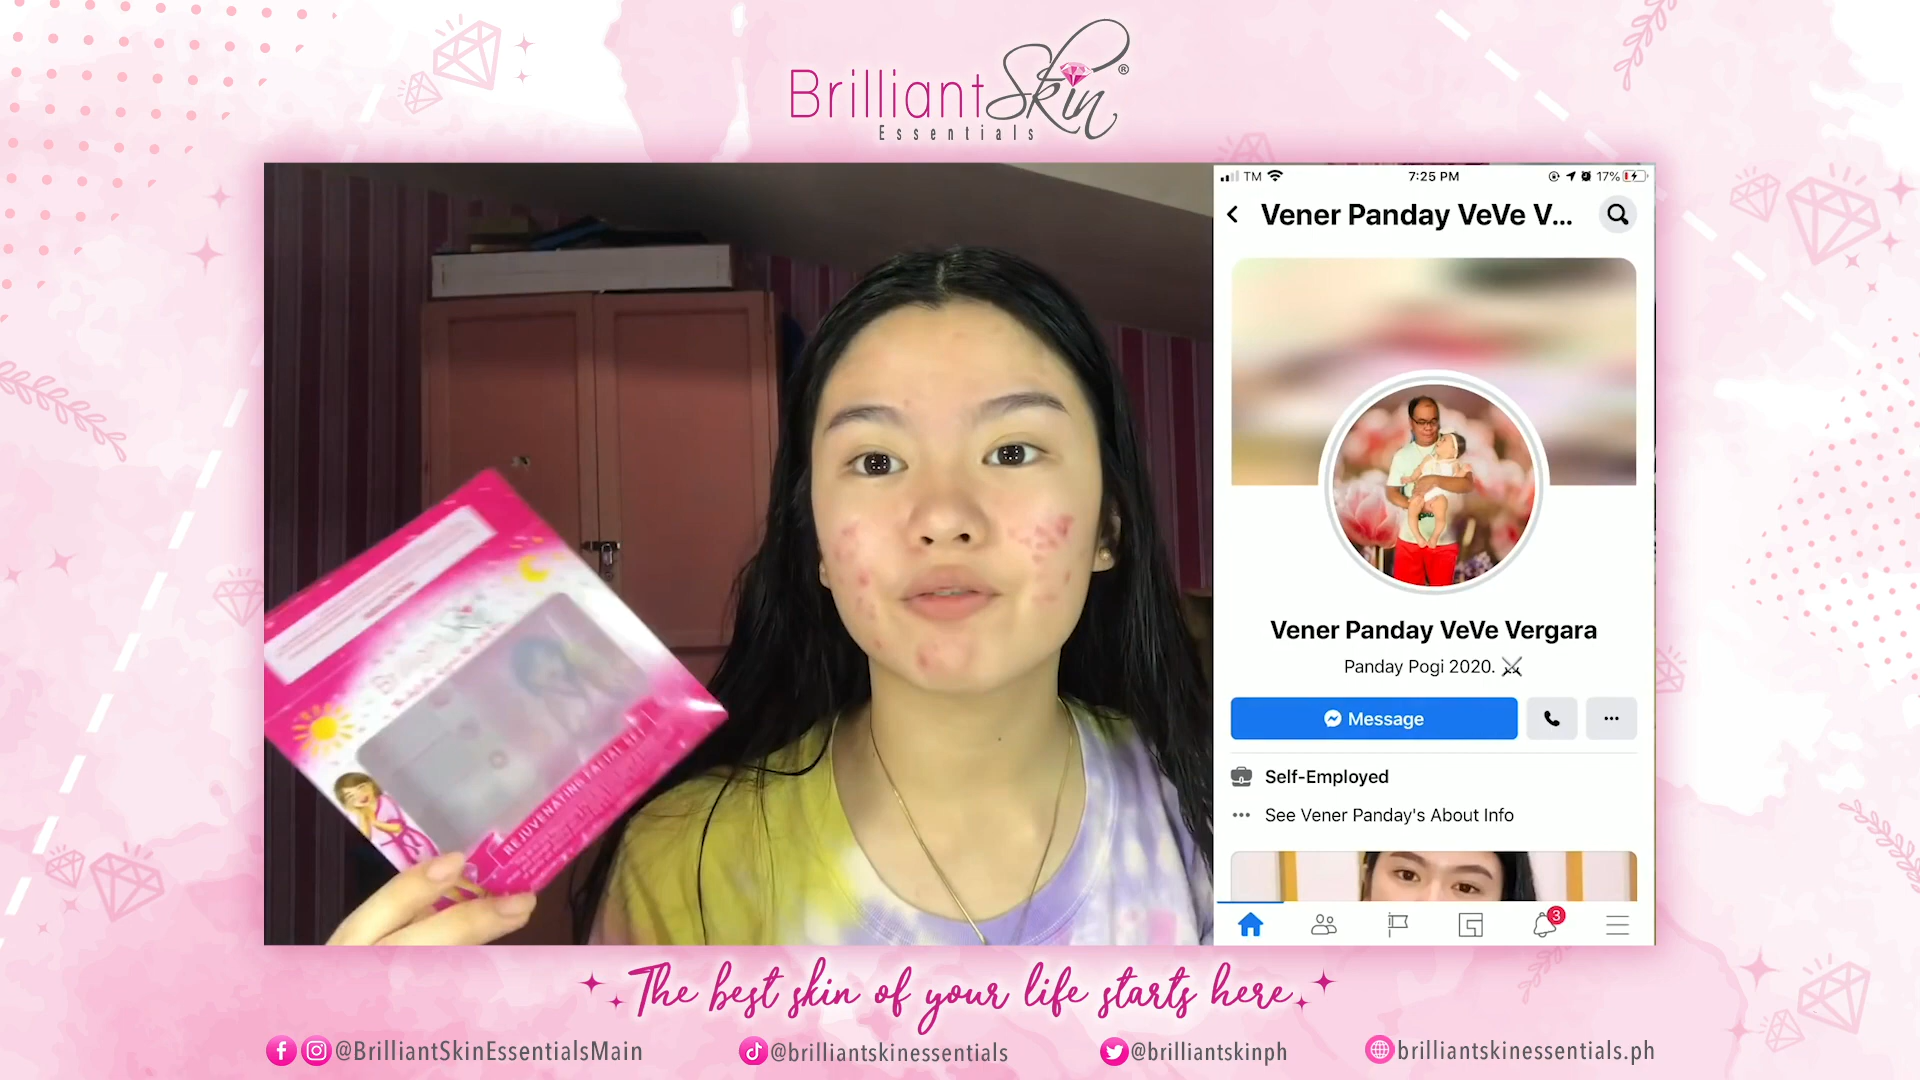 BrilliantSkin®
Essentials
TM 7:25 PM 17%
Vener Panday VeVe V...
Vener Panday VeVe Vergara
Panday Pogi 2020. ⚔
Message
Self-Employed
See Vener Panday's About Info
3
REJUVENATING FACIAL SET
The best skin of your life starts here.
@BrilliantSkinEssentialsMain
@brilliantskinessentials
@brilliantskinph
brilliantskinessentials.ph